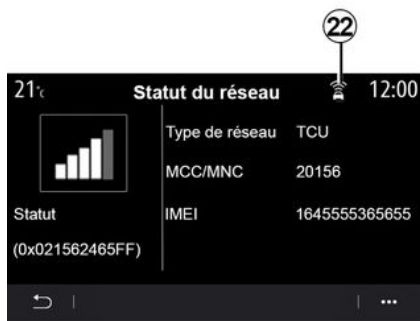 22
21°c Statut du réseau 12:00
Type de réseau TCU
MCC/MNC 20156
Statut IMEI 1645555365655
(0x021562465FF)